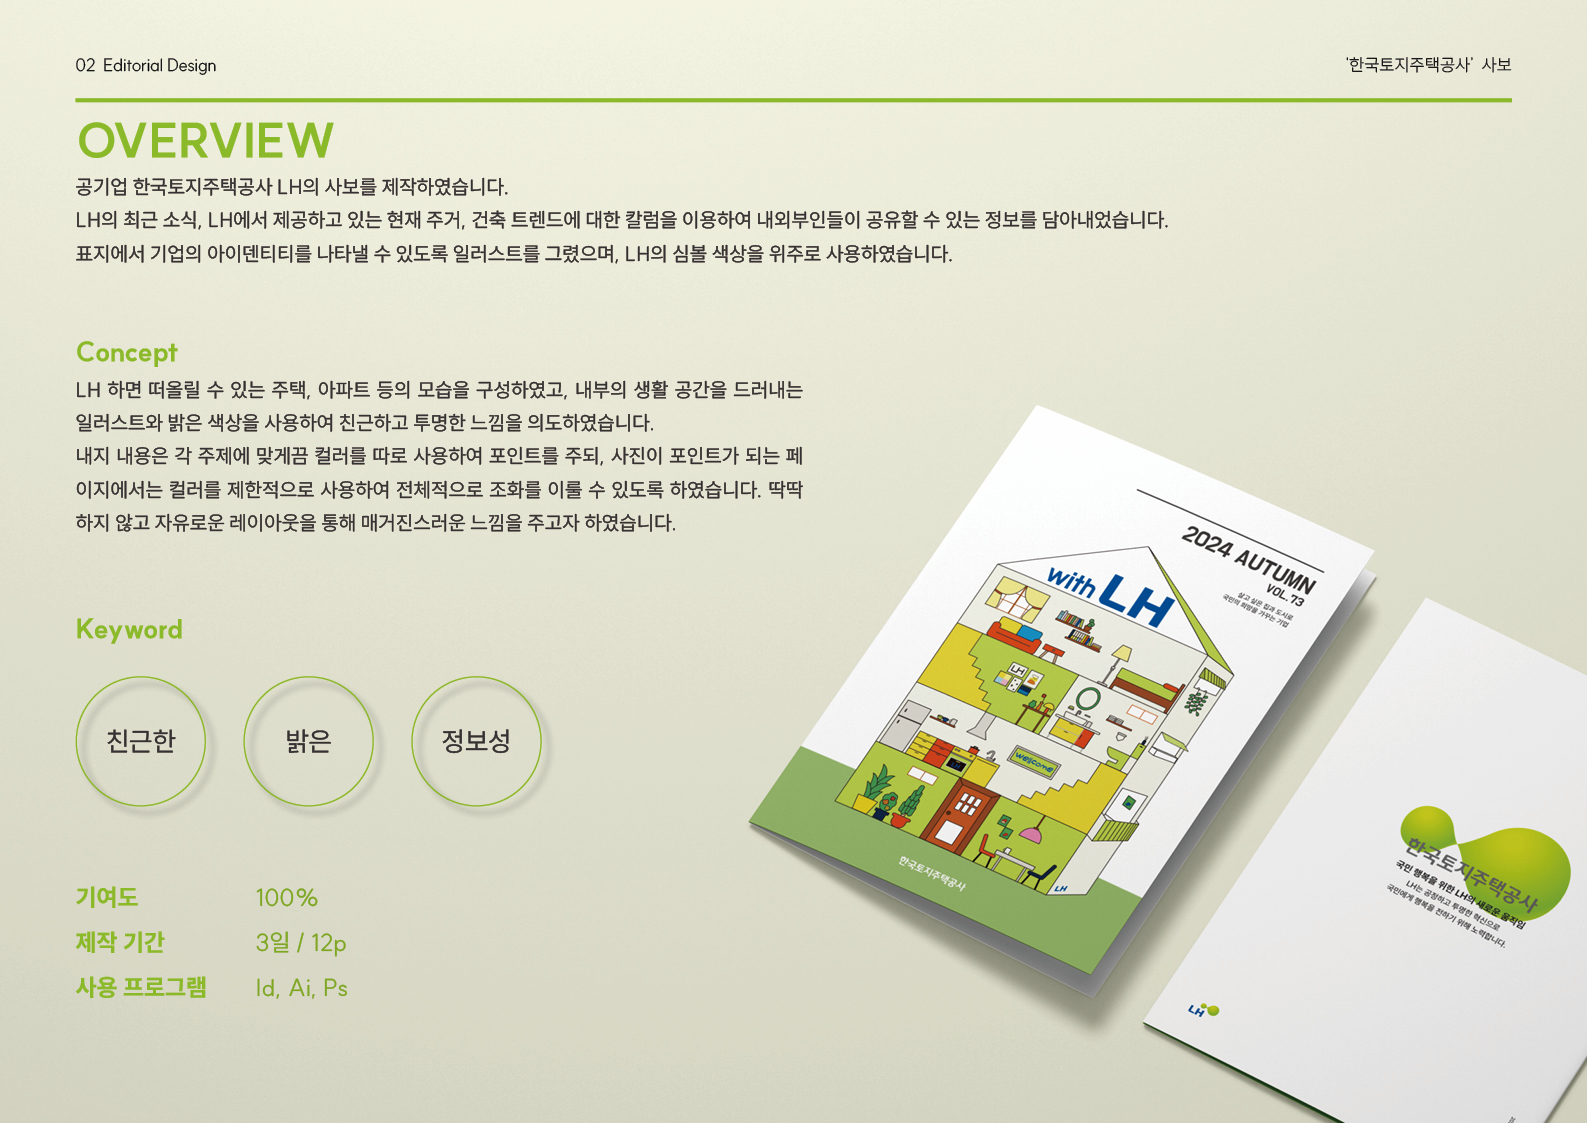 02 Editorial Design
'한국토지주택공사' 사보
OVERVIEW
공기업 한국토지주택공사 LH의 사보를 제작하였습니다.
LH의 최근 소식, LH에서 제공하고 있는 현재 주거, 건축 트렌드에 대한 칼럼을 이용하여 내외부인들이 공유할 수 있는 정보를 담아내었습니다.
표지에서 기업의 아이덴티티를 나타낼 수 있도록 일러스트를 그렸으며, LH의 심볼 색상을 위주로 사용하였습니다.
Concept
LH 하면 떠올릴 수 있는 주택, 아파트 등의 모습을 구성하였고, 내부의 생활 공간을 드러내는
일러스트와 밝은 색상을 사용하여 친근하고 투명한 느낌을 의도하였습니다.
내지 내용은 각 주제에 맞게끔 컬러를 따로 사용하여 포인트를 주되, 사진이 포인트가 되는 페
이지에서는 컬러를 제한적으로 사용하여 전체적으로 조화를 이룰 수 있도록 하였습니다. 딱딱
하지 않고 자유로운 레이아웃을 통해 매거진스러운 느낌을 주고자 하였습니다.
Keyword
친근한
밝은
정보성
기여도 100%
제작 기간 3일 / 12p
사용 프로그램 Id, Ai, Ps
2024 AUTUMN
VOL. 73
살고 싶은 집과 도시로
국민의 희망을 가꾸는 기업
with LH
LH
welcome
한국토지주택공사
LH
한국토지주택공사
국민 행복을 위한 LH의 새로운 움직임
LH는 공정하고 투명한 혁신으로
국민에게 행복을 전하기 위해 노력합니다.
LH